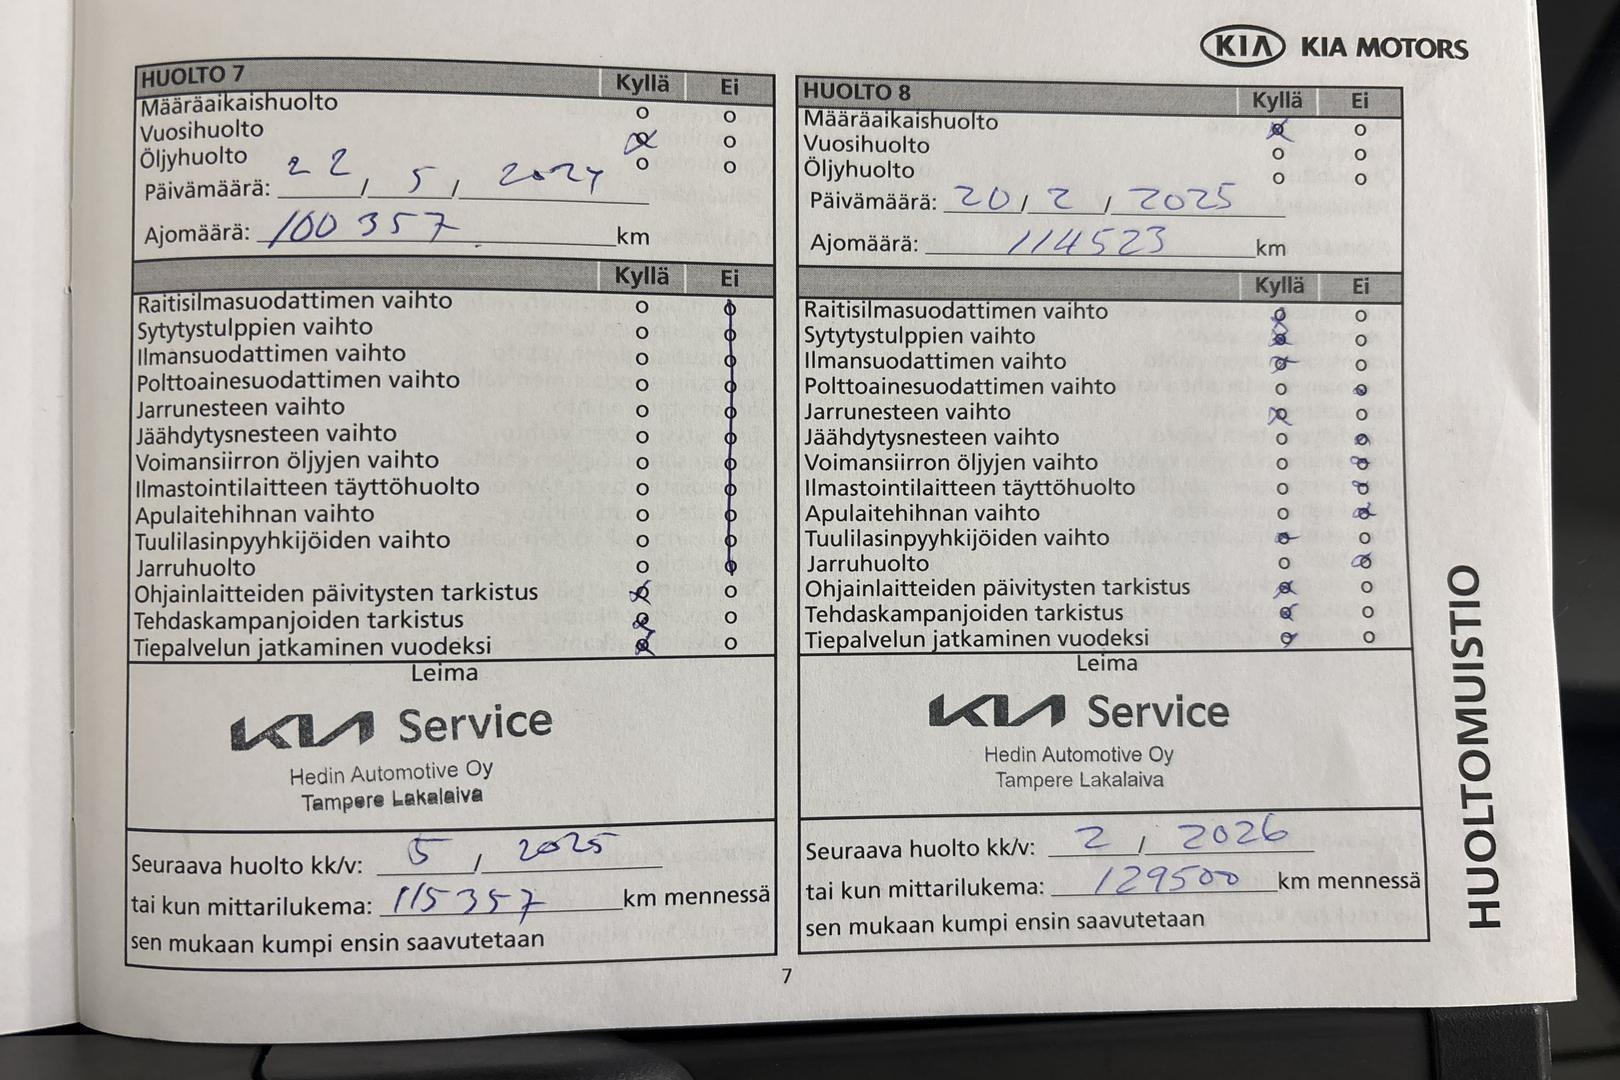 KIA KIA MOTORS
HUOLTO 7 Kyllä Ei
Määräaikaishuolto
Vuosihuolto
Öljyhuolto
Päivämäärä: 22 / 5 / 2024
Ajomäärä: 100 357 km
Kyllä Ei
Raitisilmasuodattimen vaihto
Sytytystulppien vaihto
Ilmansuodattimen vaihto
Polttoainesuodattimen vaihto
Jarrunesteen vaihto
Jäähdytysnesteen vaihto
Voimansiirron öljyjen vaihto
Ilmastointilaitteen täyttöhuolto
Apulaitehihnan vaihto
Tuulilasinpyyhkijöiden vaihto
Jarruhuolto
Ohjainlaitteiden päivitysten tarkistus
Tehdaskampanjoiden tarkistus
Tiepalvelun jatkaminen vuodeksi
Leima
KIA Service
Hedin Automotive Oy
Tampere Lakalaiva
Seuraava huolto kk/v: 5 / 2025
tai kun mittarilukema: 115357 km mennessä
sen mukaan kumpi ensin saavutetaan
HUOLTO 8 Kyllä Ei
Määräaikaishuolto
Vuosihuolto
Öljyhuolto
Päivämäärä: 20 / 2 / 2025
Ajomäärä: 114523 km
Kyllä Ei
Raitisilmasuodattimen vaihto
Sytytystulppien vaihto
Ilmansuodattimen vaihto
Polttoainesuodattimen vaihto
Jarrunesteen vaihto
Jäähdytysnesteen vaihto
Voimansiirron öljyjen vaihto
Ilmastointilaitteen täyttöhuolto
Apulaitehihnan vaihto
Tuulilasinpyyhkijöiden vaihto
Jarruhuolto
Ohjainlaitteiden päivitysten tarkistus
Tehdaskampanjoiden tarkistus
Tiepalvelun jatkaminen vuodeksi
Leima
KIA Service
Hedin Automotive Oy
Tampere Lakalaiva
Seuraava huolto kk/v: 2 / 2026
tai kun mittarilukema: 129500 km mennessä
sen mukaan kumpi ensin saavutetaan
HUOLTOMUISTIO
7